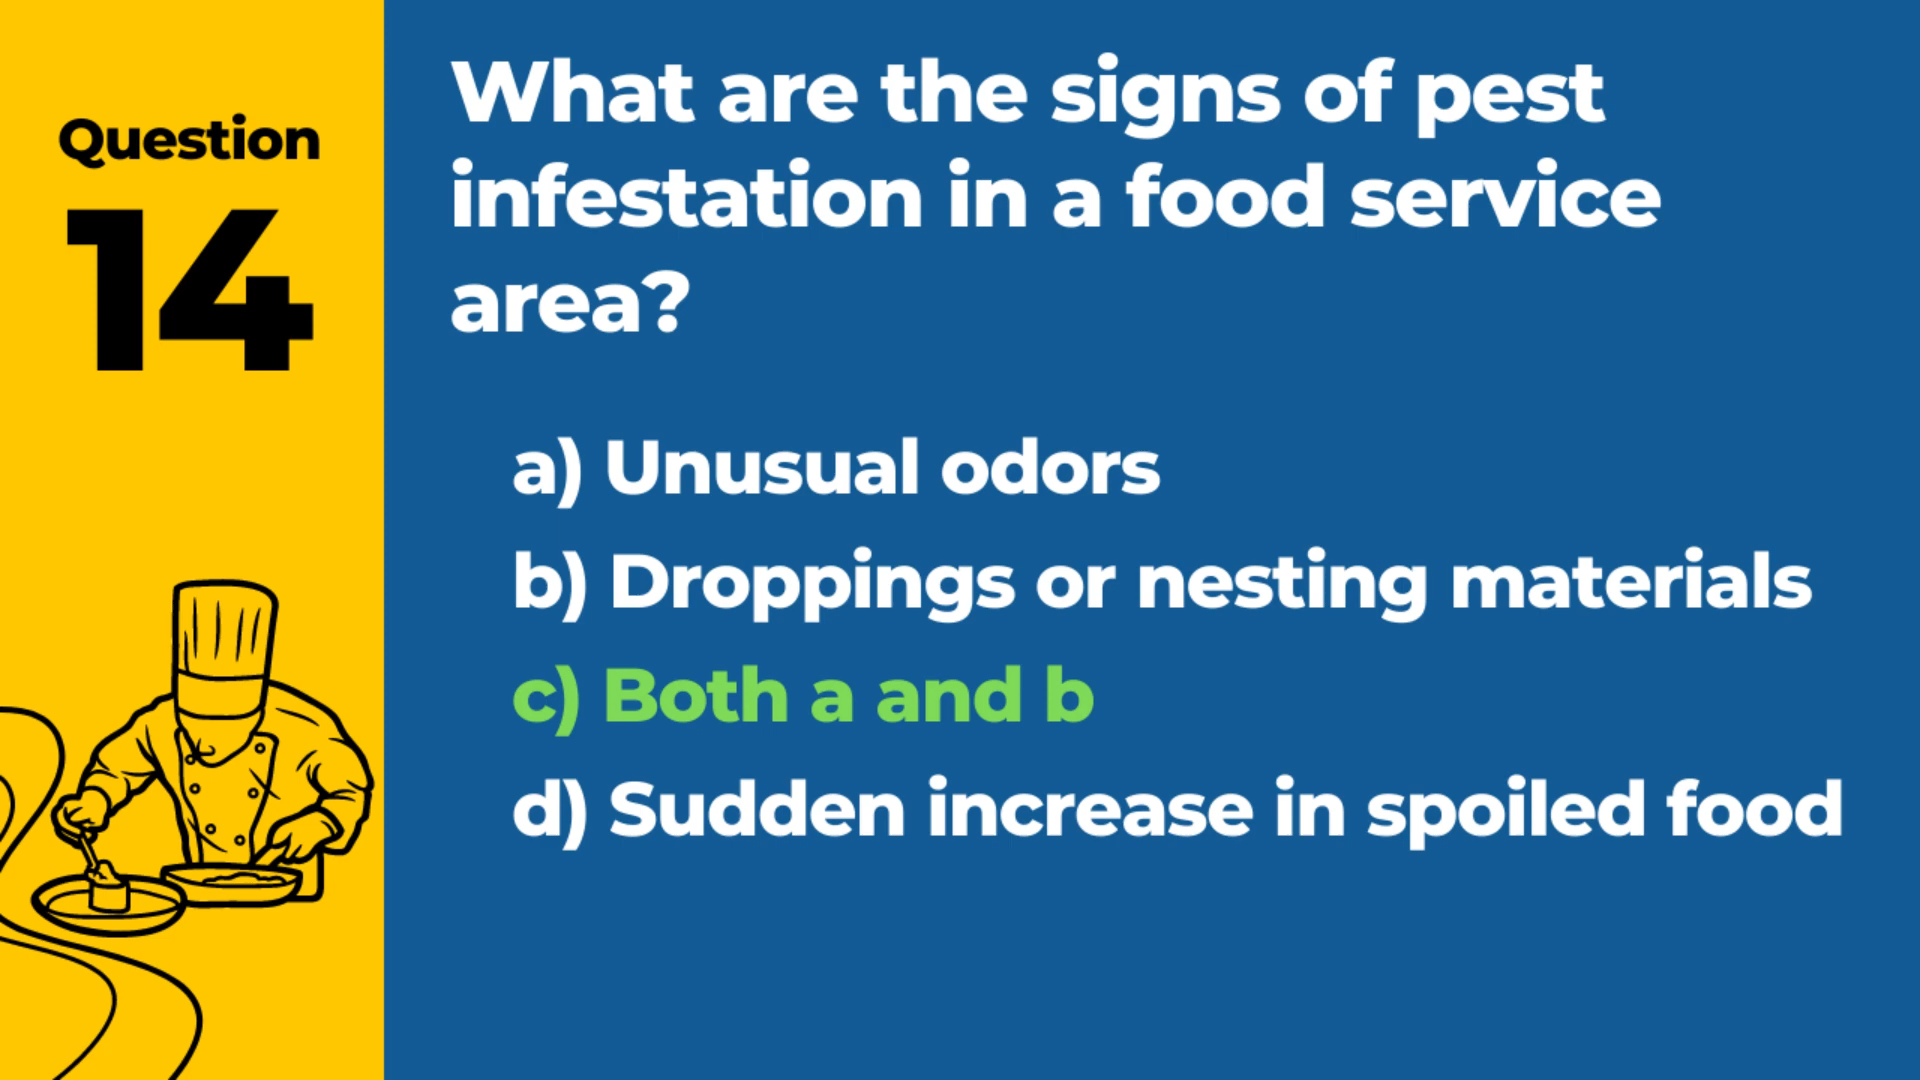 Question
14
What are the signs of pest
infestation in a food service
area?
a) Unusual odors
b) Droppings or nesting materials
c) Both a and b
d) Sudden increase in spoiled food